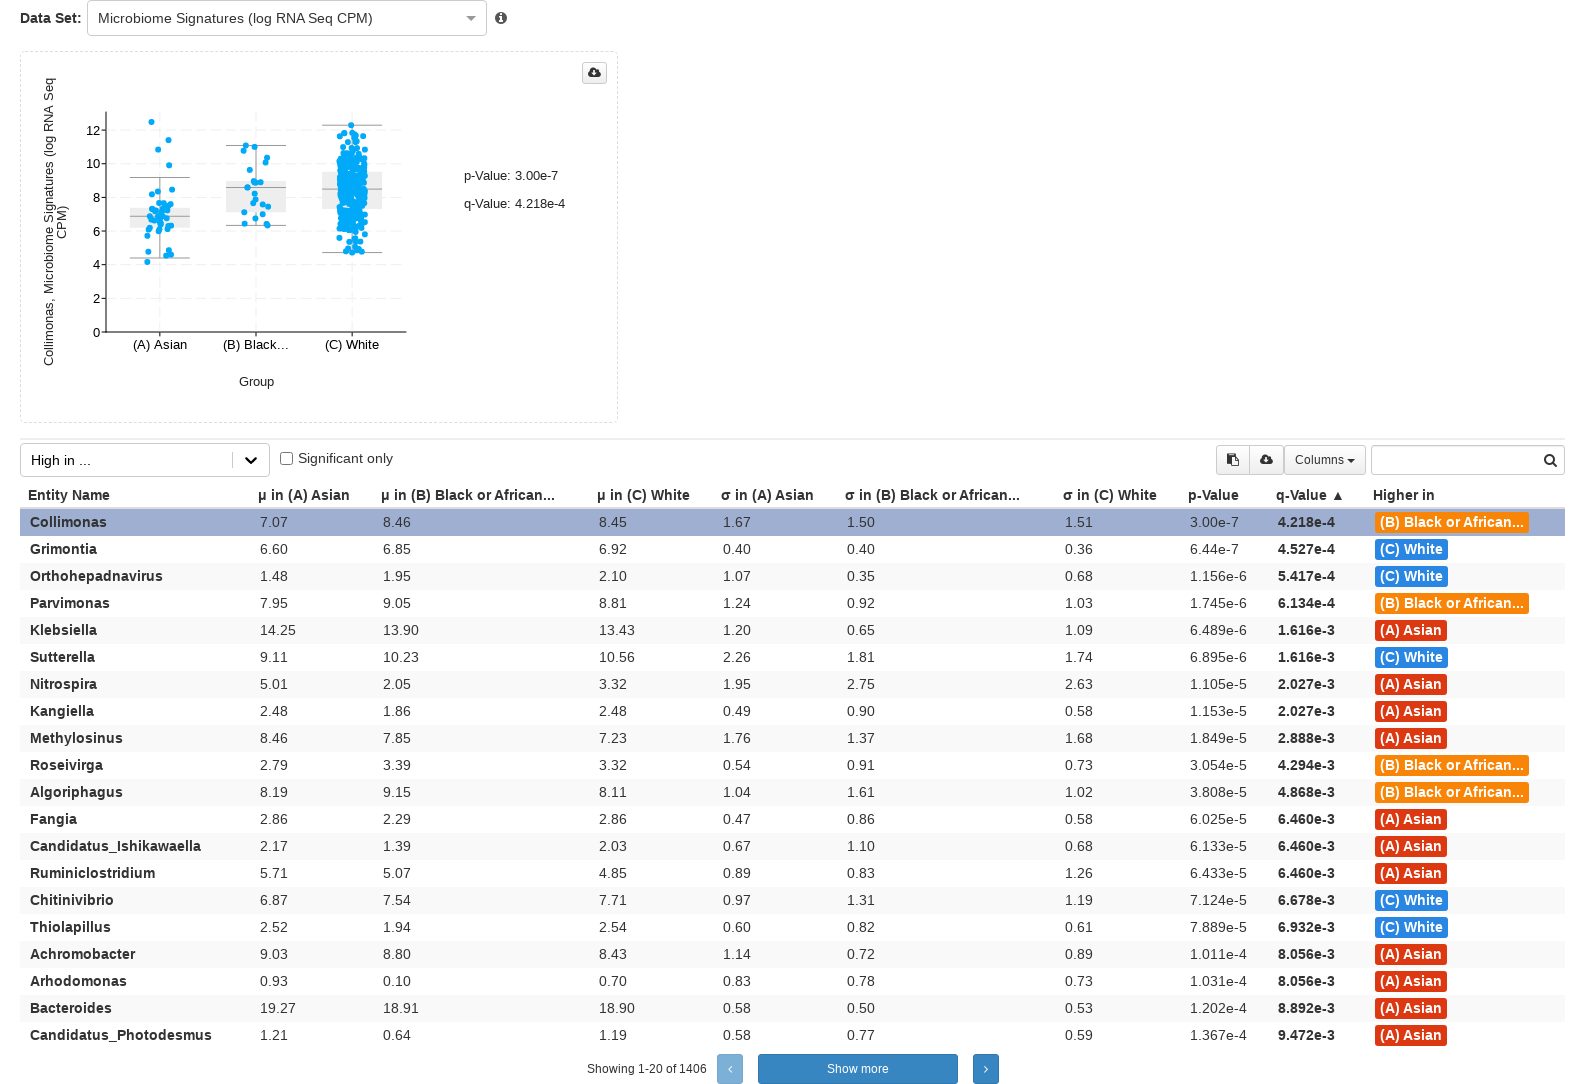 Data Set: Microbiome Signatures (log RNA Seq CPM)
Collimonas, Microbiome Signatures (log RNA Seq
CPM)
12
10
8
6
4
2
0
(A) Asian (B) Black... (C) White
Group
p-Value: 3.00e-7
q-Value: 4.218e-4
High in ... Significant only Columns
Entity Name μ in (A) Asian μ in (B) Black or African... μ in (C) White σ in (A) Asian σ in (B) Black or African... σ in (C) White p-Value q-Value ▲ Higher in
Collimonas 7.07 8.46 8.45 1.67 1.50 1.51 3.00e-7 4.218e-4 (B) Black or African...
Grimontia 6.60 6.85 6.92 0.40 0.40 0.36 6.44e-7 4.527e-4 (C) White
Orthohepadnavirus 1.48 1.95 2.10 1.07 0.35 0.68 1.156e-6 5.417e-4 (C) White
Parvimonas 7.95 9.05 8.81 1.24 0.92 1.03 1.745e-6 6.134e-4 (B) Black or African...
Klebsiella 14.25 13.90 13.43 1.20 0.65 1.09 6.489e-6 1.616e-3 (A) Asian
Sutterella 9.11 10.23 10.56 2.26 1.81 1.74 6.895e-6 1.616e-3 (C) White
Nitrospira 5.01 2.05 3.32 1.95 2.75 2.63 1.105e-5 2.027e-3 (A) Asian
Kangiella 2.48 1.86 2.48 0.49 0.90 0.58 1.153e-5 2.027e-3 (A) Asian
Methylosinus 8.46 7.85 7.23 1.76 1.37 1.68 1.849e-5 2.888e-3 (A) Asian
Roseivirga 2.79 3.39 3.32 0.54 0.91 0.73 3.054e-5 4.294e-3 (B) Black or African...
Algoriphagus 8.19 9.15 8.11 1.04 1.61 1.02 3.808e-5 4.868e-3 (B) Black or African...
Fangia 2.86 2.29 2.86 0.47 0.86 0.58 6.025e-5 6.460e-3 (A) Asian
Candidatus_Ishikawaella 2.17 1.39 2.03 0.67 1.10 0.68 6.133e-5 6.460e-3 (A) Asian
Ruminiclostridium 5.71 5.07 4.85 0.89 0.83 1.26 6.433e-5 6.460e-3 (A) Asian
Chitinivibrio 6.87 7.54 7.71 0.97 1.31 1.19 7.124e-5 6.678e-3 (C) White
Thiolapillus 2.52 1.94 2.54 0.60 0.82 0.61 7.889e-5 6.932e-3 (C) White
Achromobacter 9.03 8.80 8.43 1.14 0.72 0.89 1.011e-4 8.056e-3 (A) Asian
Arhodomonas 0.93 0.10 0.70 0.83 0.78 0.73 1.031e-4 8.056e-3 (A) Asian
Bacteroides 19.27 18.91 18.90 0.58 0.50 0.53 1.202e-4 8.892e-3 (A) Asian
Candidatus_Photodesmus 1.21 0.64 1.19 0.58 0.77 0.59 1.367e-4 9.472e-3 (A) Asian
Showing 1-20 of 1406 ‹ Show more ›